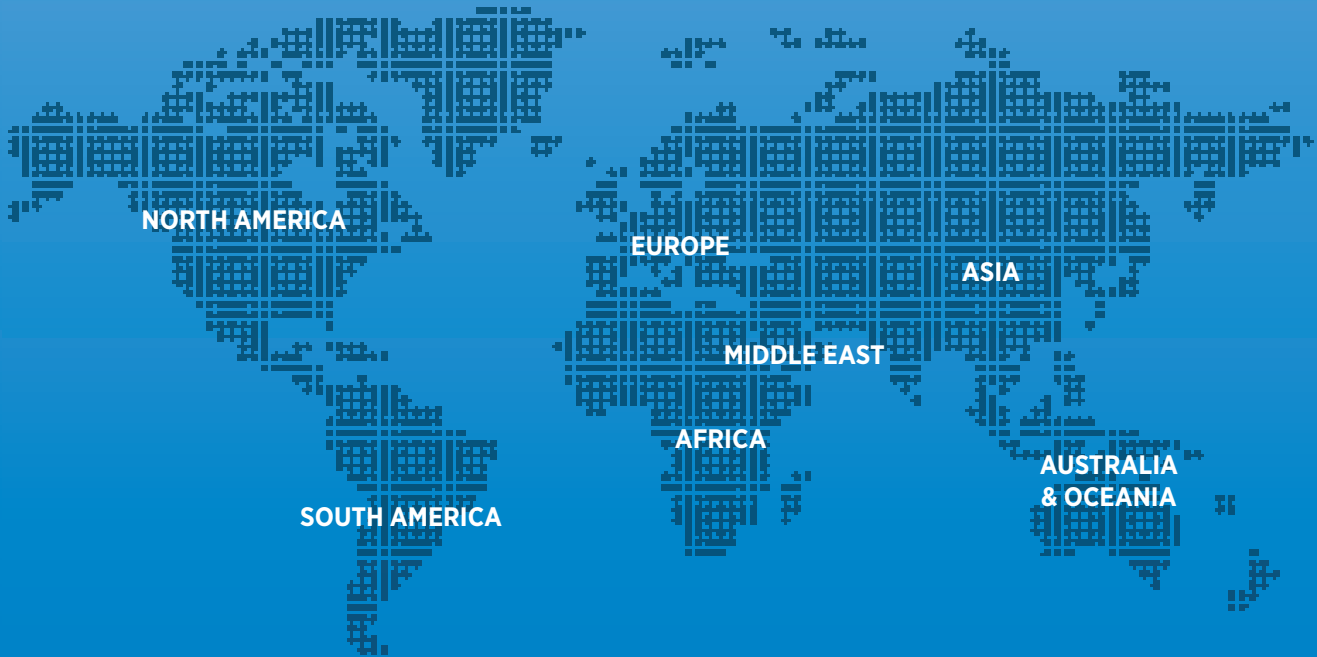 NORTH AMERICA
EUROPE
ASIA
MIDDLE EAST
AFRICA
AUSTRALIA
& OCEANIA
SOUTH AMERICA